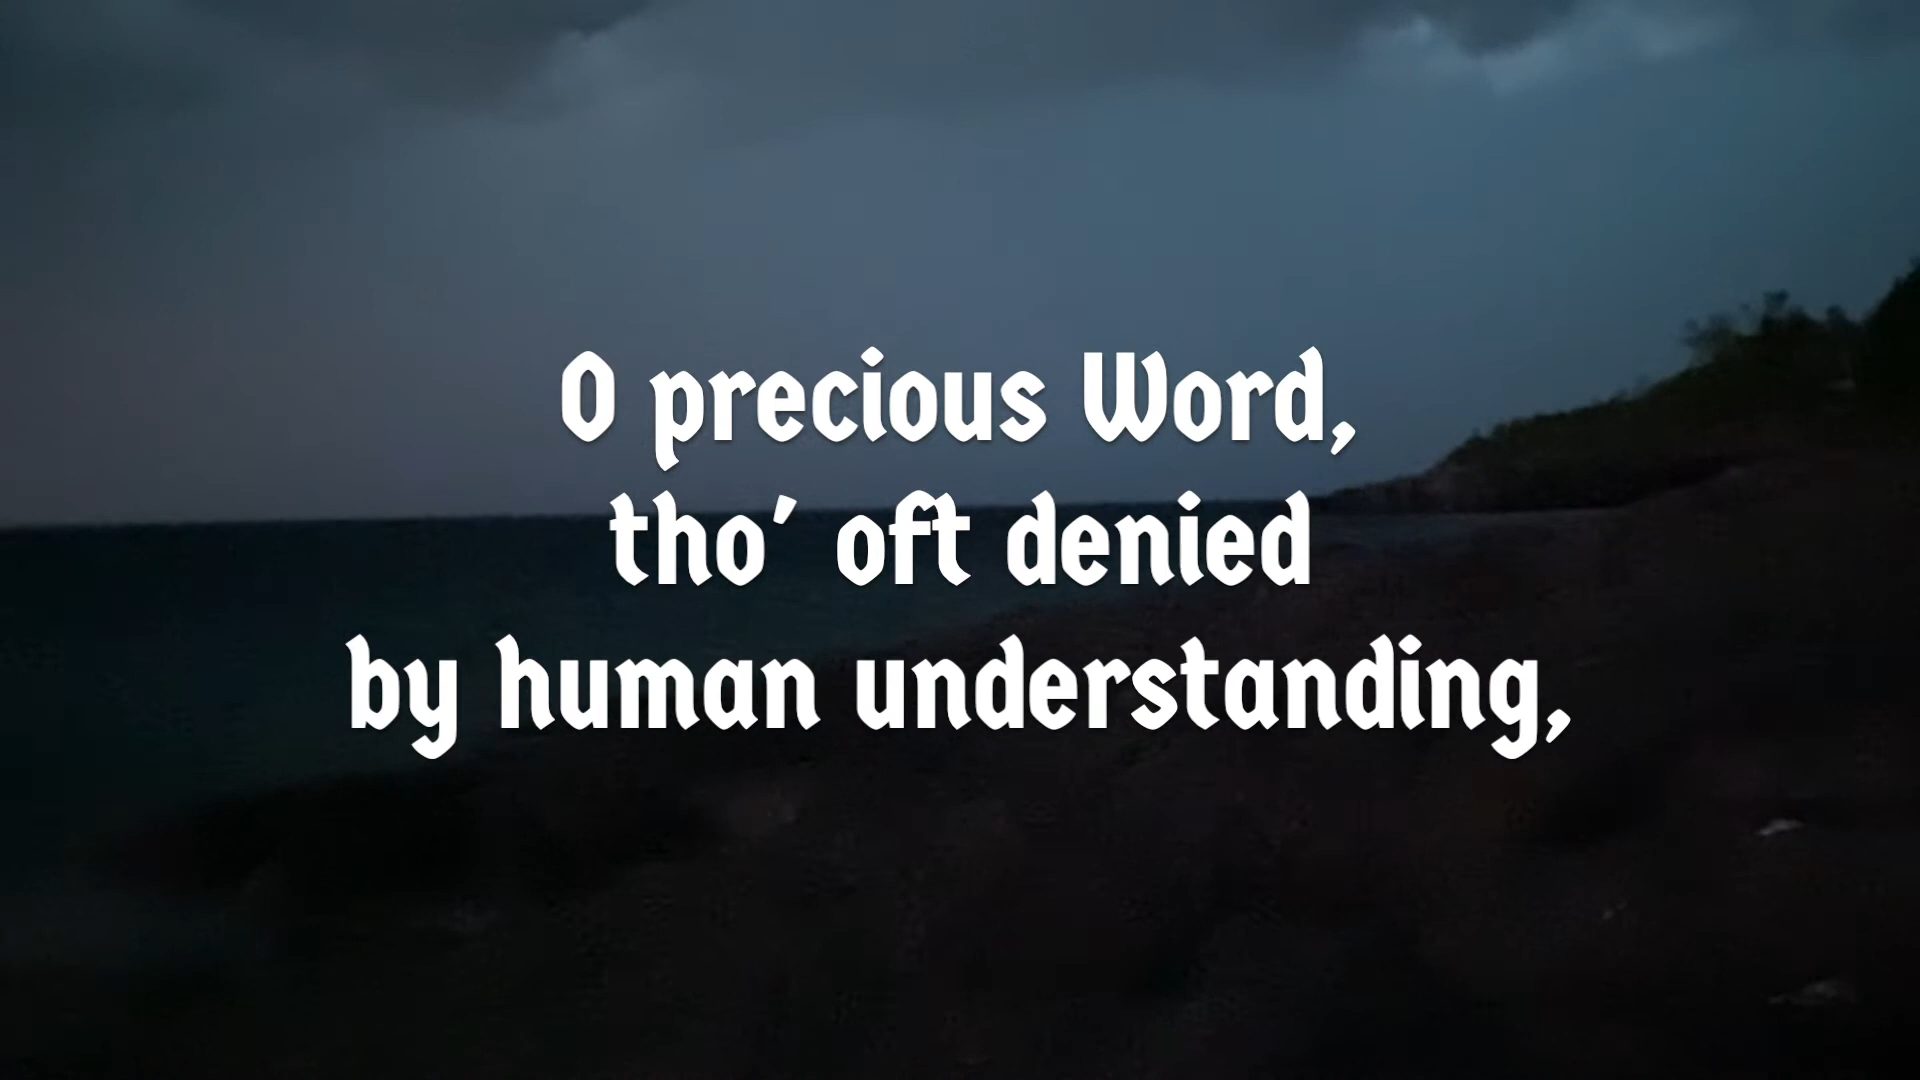 O precious Word,
tho' oft denied
by human understanding,